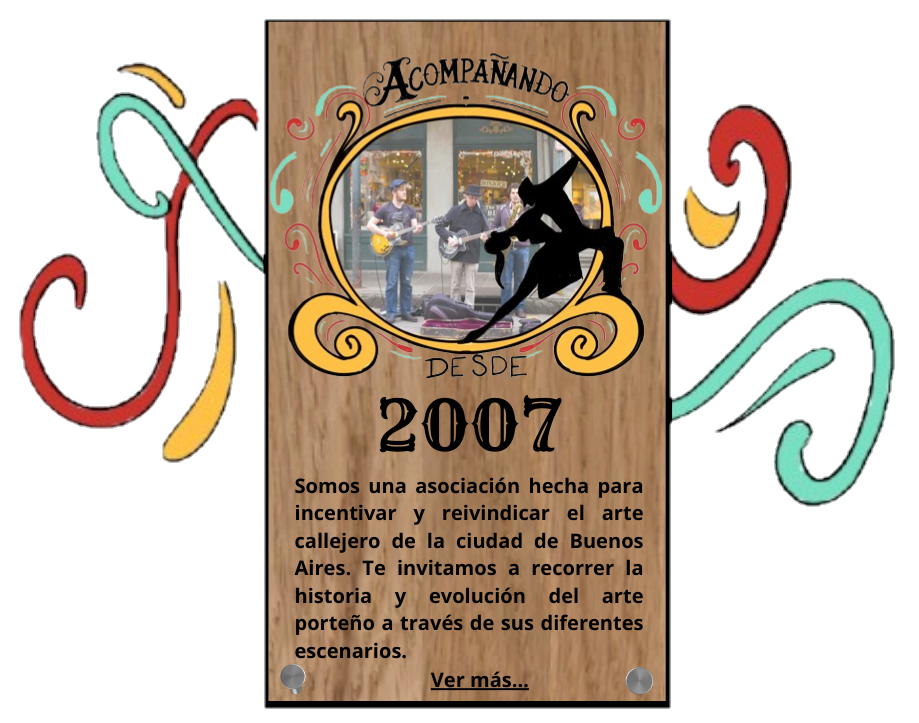 ACOMPAÑANDO
DESDE
2007
Somos una asociación hecha para
incentivar y reivindicar el arte
callejero de la ciudad de Buenos
Aires. Te invitamos a recorrer la
historia y evolución del arte
porteño a través de sus diferentes
escenarios.
Ver más...